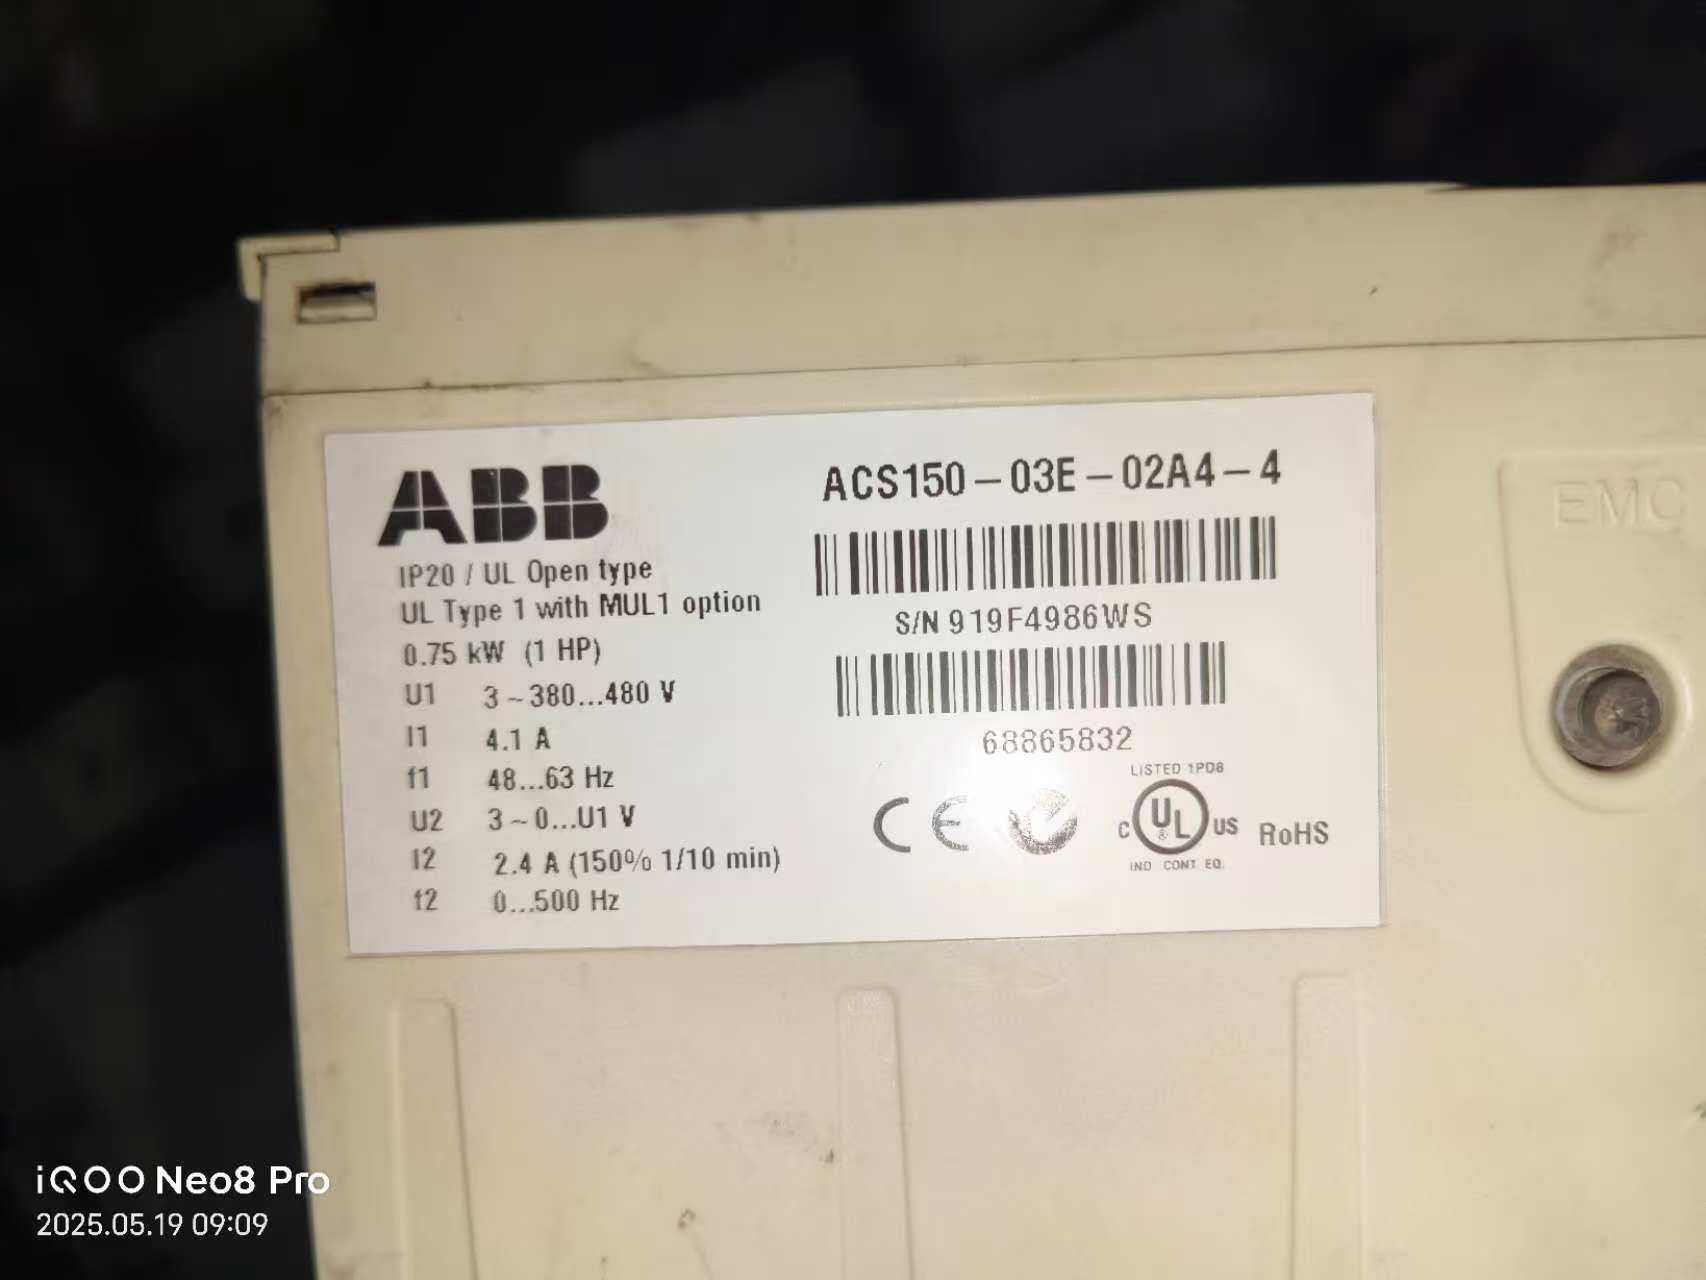 ABB
ACS150-03E-02A4-4
IP20 / UL Open type
UL Type 1 with MUL1 option
S/N 919F4986WS
0.75 kW (1 HP)
U1 3~380...480 V
I1 4.1 A
68865832
f1 48...63 Hz
U2 3~0...U1 V
I2 2.4 A (150% 1/10 min)
f2 0...500 Hz
CE
LISTED 1PD8
C UL US
®
IND CONT EQ.
RoHS
EMC
iQOO Neo8 Pro
2025.05.19 09:09